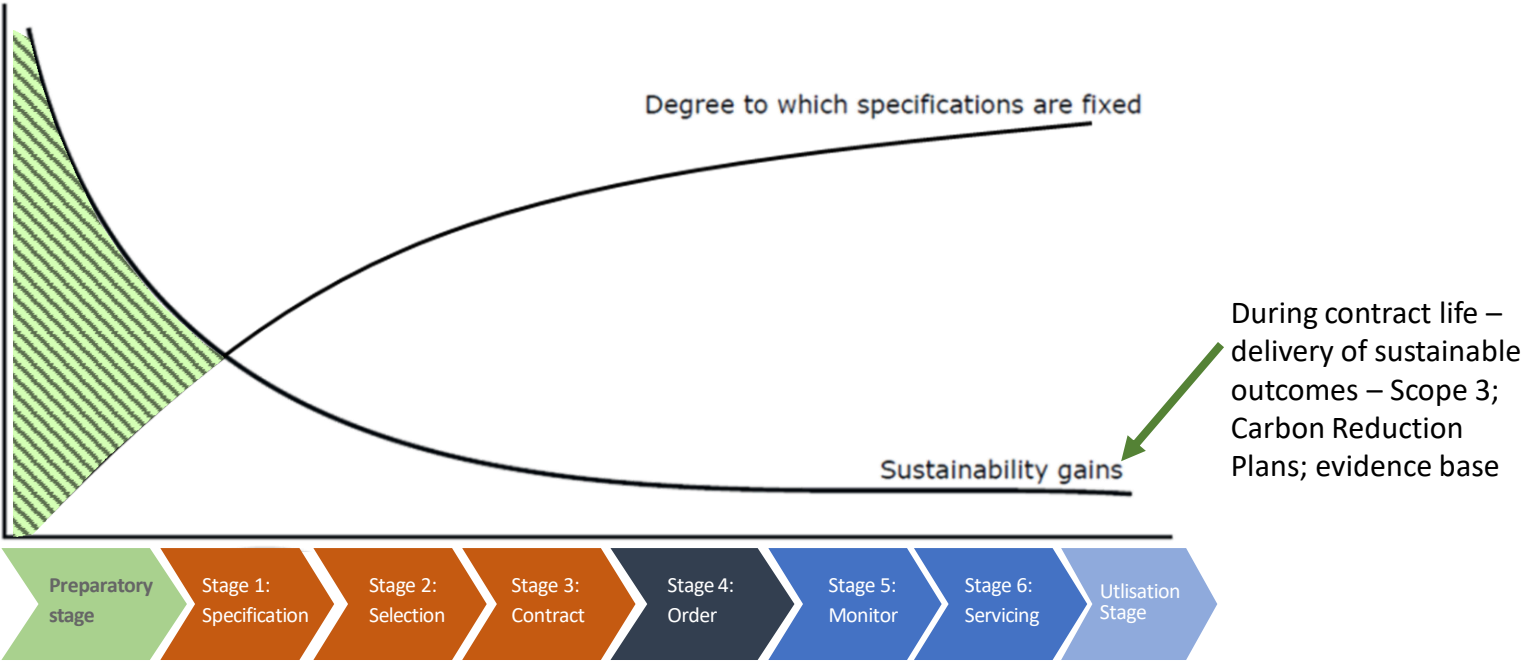 Degree to which specifications are fixed
During contract life –
delivery of sustainable
outcomes – Scope 3;
Carbon Reduction
Plans; evidence base
Sustainability gains
Preparatory
stage
Stage 1:
Specification
Stage 2:
Selection
Stage 3:
Contract
Stage 4:
Order
Stage 5:
Monitor
Stage 6:
Servicing
Utlisation
Stage